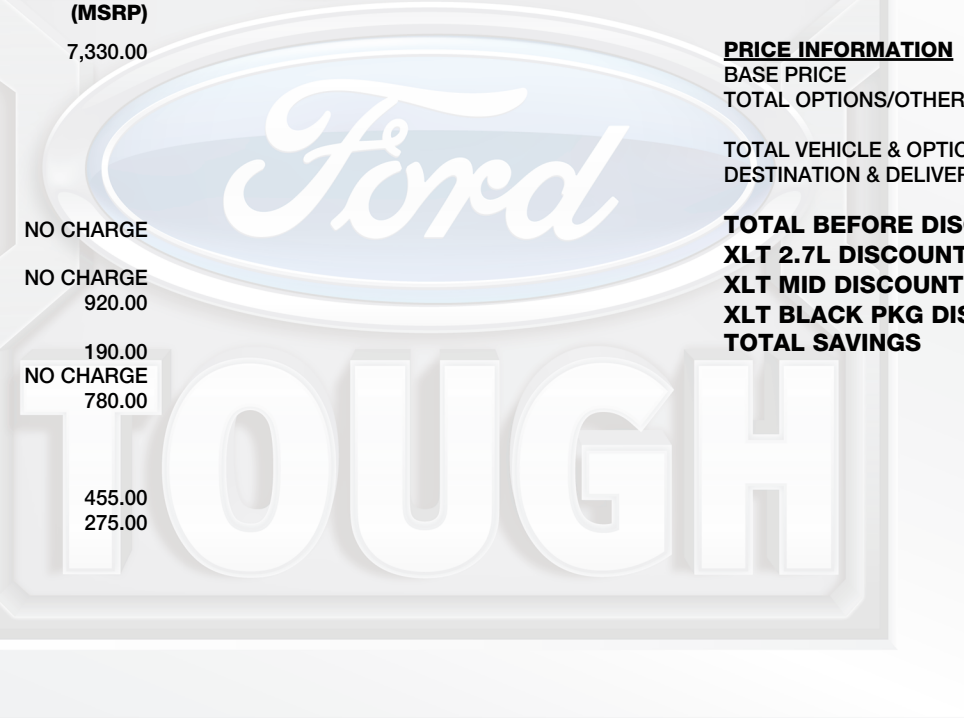 (MSRP)
7,330.00
NO CHARGE
NO CHARGE
920.00
190.00
NO CHARGE
780.00
455.00
275.00
Ford
TOUGH
PRICE INFORMATION
BASE PRICE
TOTAL OPTIONS/OTHER
TOTAL VEHICLE & OPTIO
DESTINATION & DELIVER
TOTAL BEFORE DIS
XLT 2.7L DISCOUNT
XLT MID DISCOUNT
XLT BLACK PKG DIS
TOTAL SAVINGS